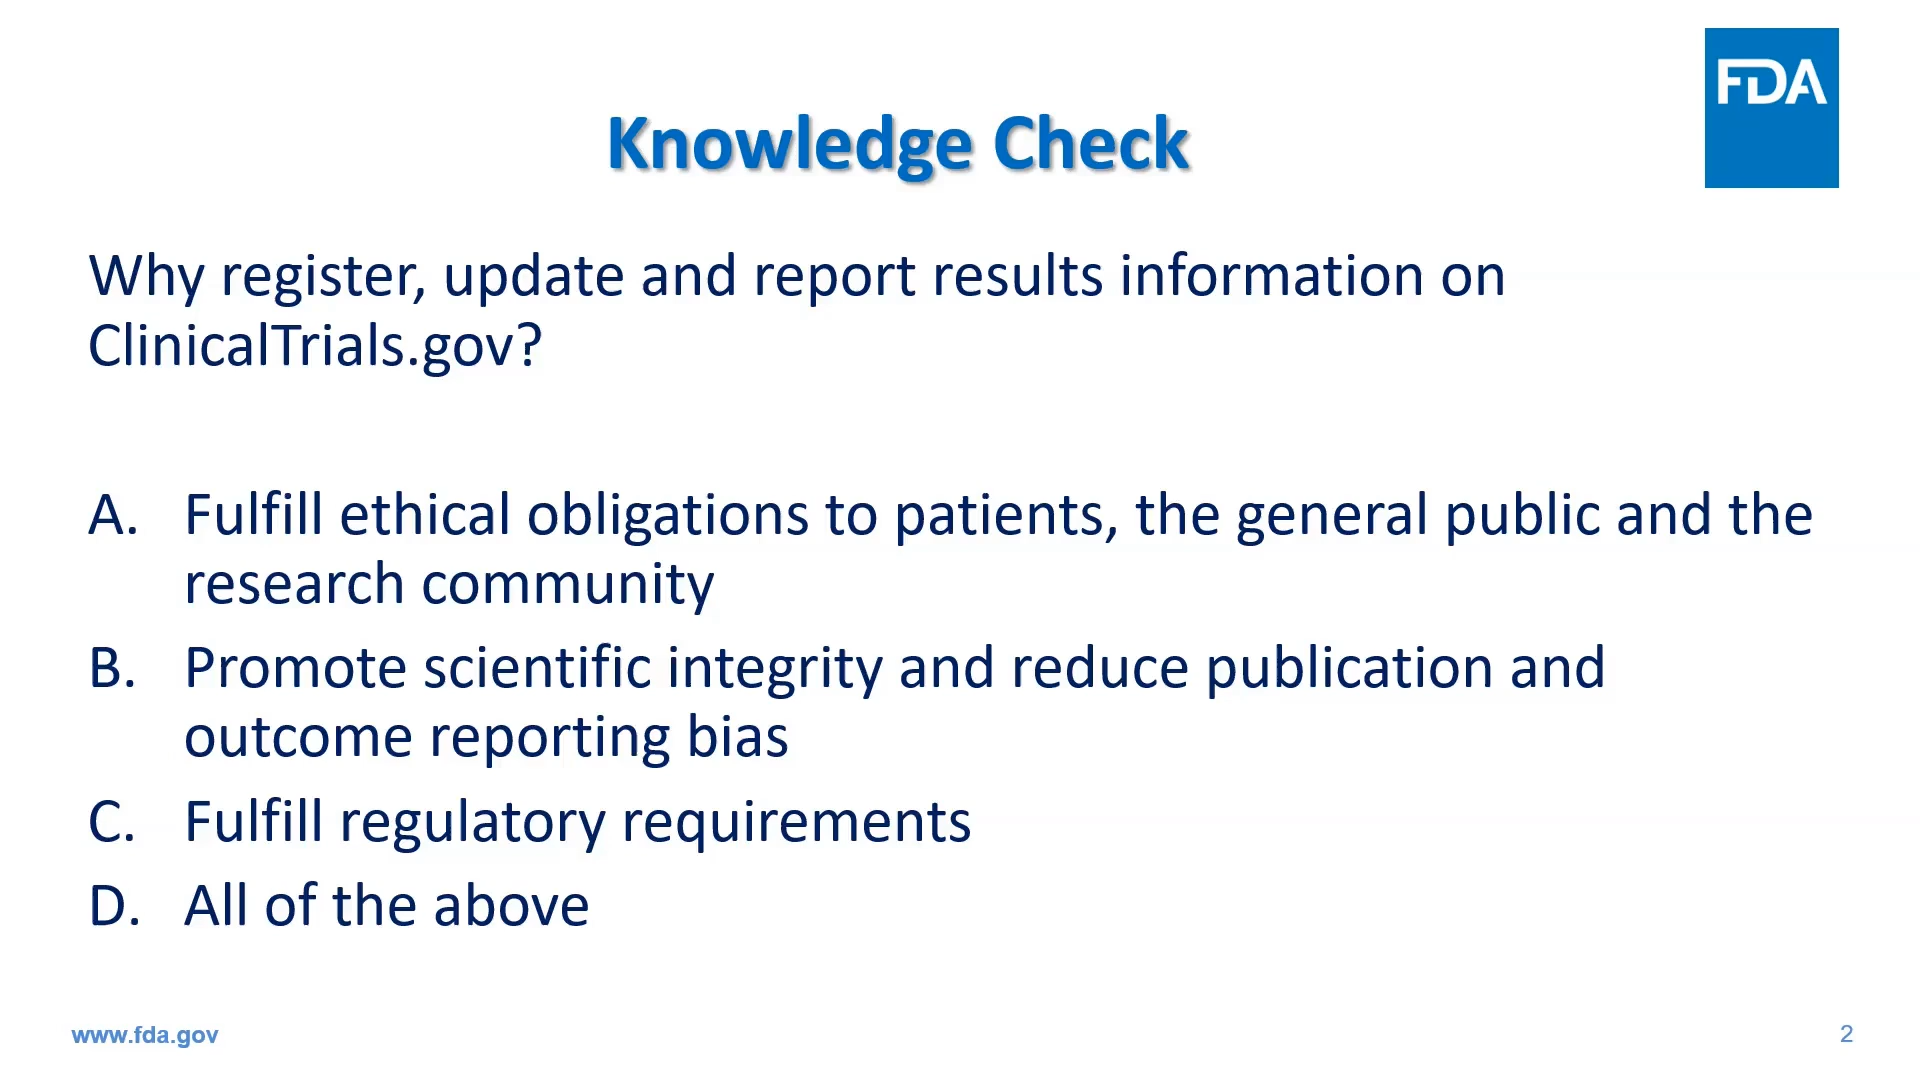 FDA
Knowledge Check
Why register, update and report results information on
ClinicalTrials.gov?
A. Fulfill ethical obligations to patients, the general public and the
research community
B. Promote scientific integrity and reduce publication and
outcome reporting bias
C. Fulfill regulatory requirements
D. All of the above
www.fda.gov
2